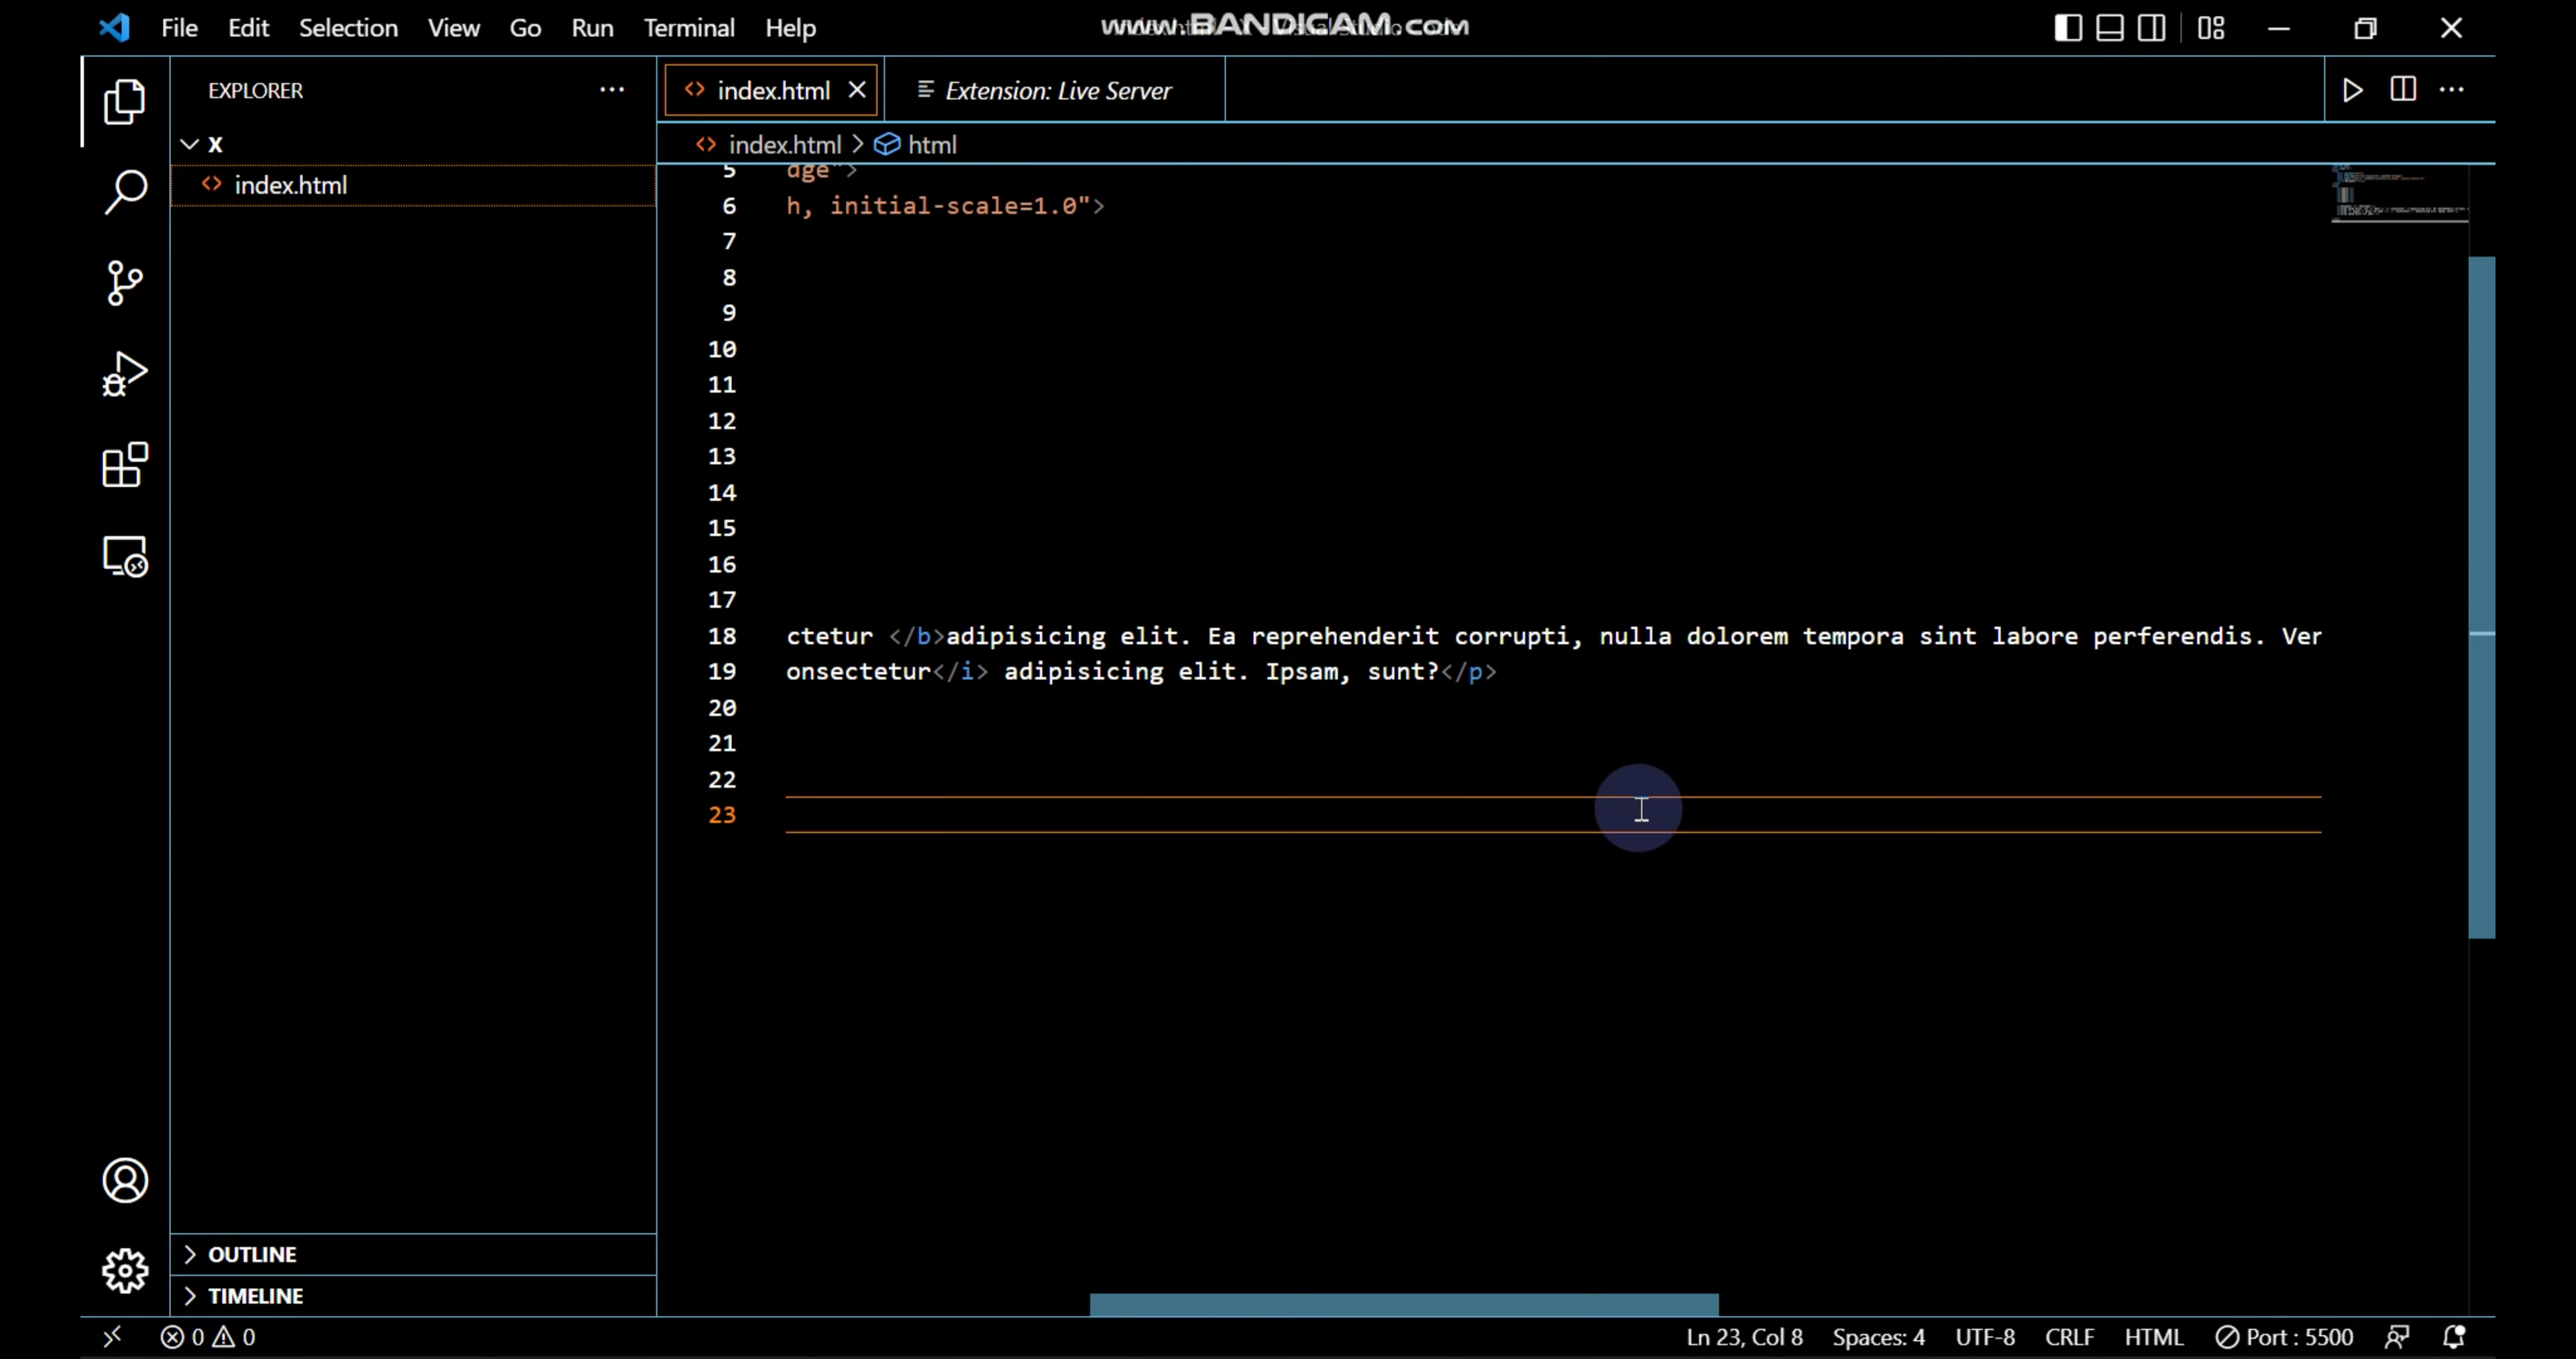 File Edit Selection View Go Run Terminal Help
www.BANDICAM.com
EXPLORER
X
index.html
index.html
Extension: Live Server
index.html > html
5 dge">
6 h, initial-scale=1.0">
7
8
9
10
11
12
13
14
15
16
17
18 ctetur </b>adipisicing elit. Ea reprehenderit corrupti, nulla dolorem tempora sint labore perferendis. Ver
19 onsectetur</i> adipisicing elit. Ipsam, sunt?</p>
20
21
22
23
OUTLINE
TIMELINE
0 0
Ln 23, Col 8 Spaces: 4 UTF-8 CRLF HTML Port : 5500